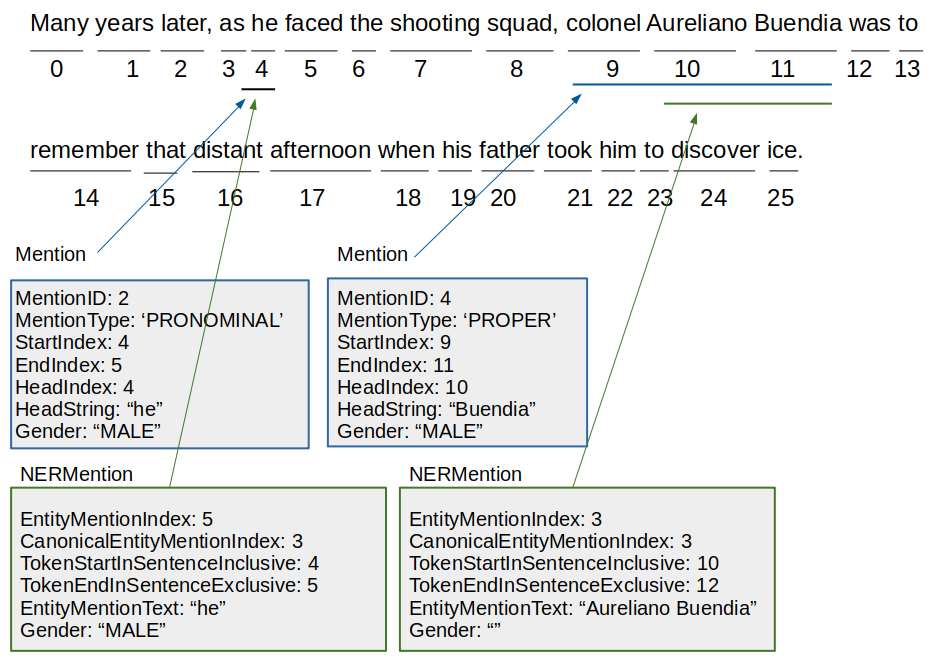 Many years later, as he faced the shooting squad, colonel Aureliano Buendia was to
0 1 2 3 4 5 6 7 8 9 10 11 12 13
remember that distant afternoon when his father took him to discover ice.
14 15 16 17 18 19 20 21 22 23 24 25
Mention
MentionID: 2
MentionType: ‘PRONOMINAL’
StartIndex: 4
EndIndex: 5
HeadIndex: 4
HeadString: “he”
Gender: “MALE”
Mention
MentionID: 4
MentionType: ‘PROPER’
StartIndex: 9
EndIndex: 11
HeadIndex: 10
HeadString: “Buendia”
Gender: “MALE”
NERMention
EntityMentionIndex: 5
CanonicalEntityMentionIndex: 3
TokenStartInSentenceInclusive: 4
TokenEndInSentenceExclusive: 5
EntityMentionText: “he”
Gender: “MALE”
NERMention
EntityMentionIndex: 3
CanonicalEntityMentionIndex: 3
TokenStartInSentenceInclusive: 10
TokenEndInSentenceExclusive: 12
EntityMentionText: “Aureliano Buendia”
Gender: “”